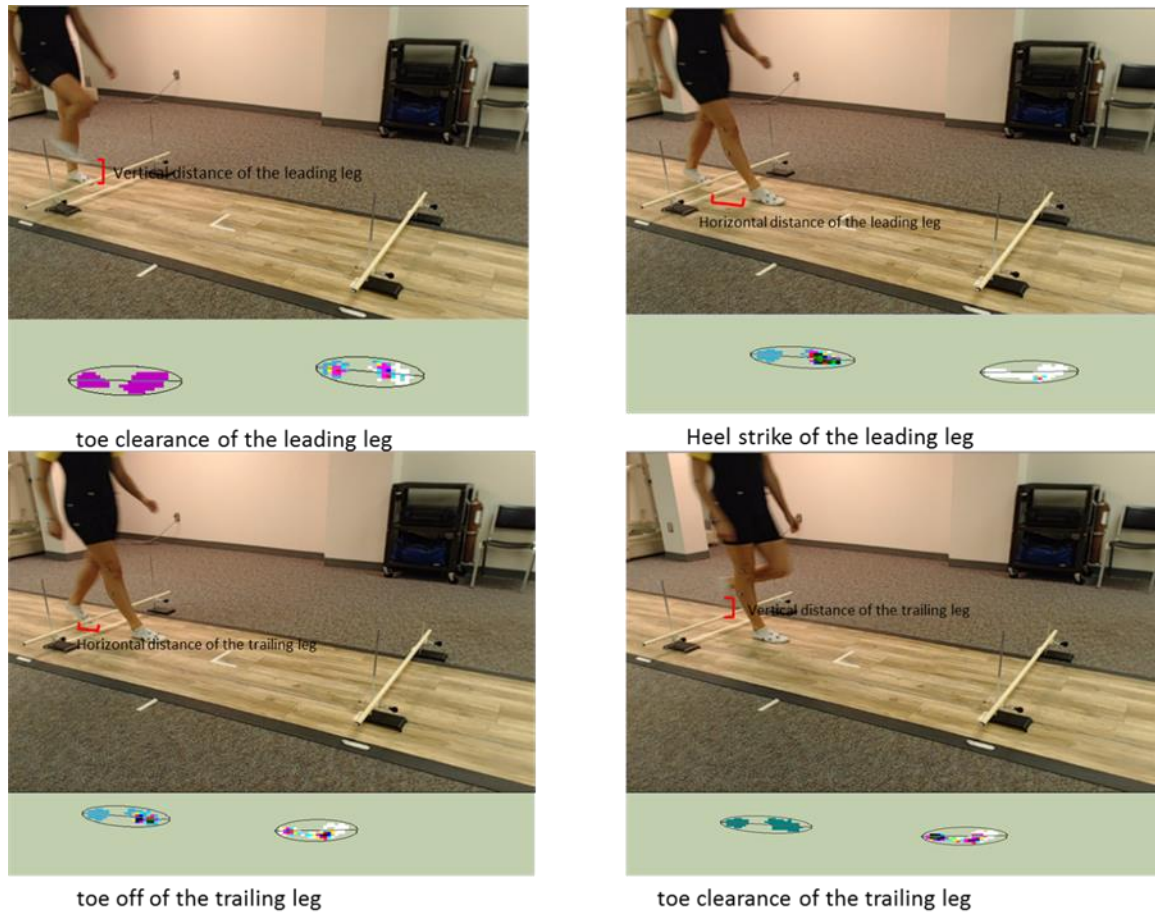 Vertical distance of the leading leg
Horizontal distance of the leading leg
toe clearance of the leading leg
Heel strike of the leading leg
Horizontal distance of the trailing leg
Vertical distance of the trailing leg
toe off of the trailing leg
toe clearance of the trailing leg